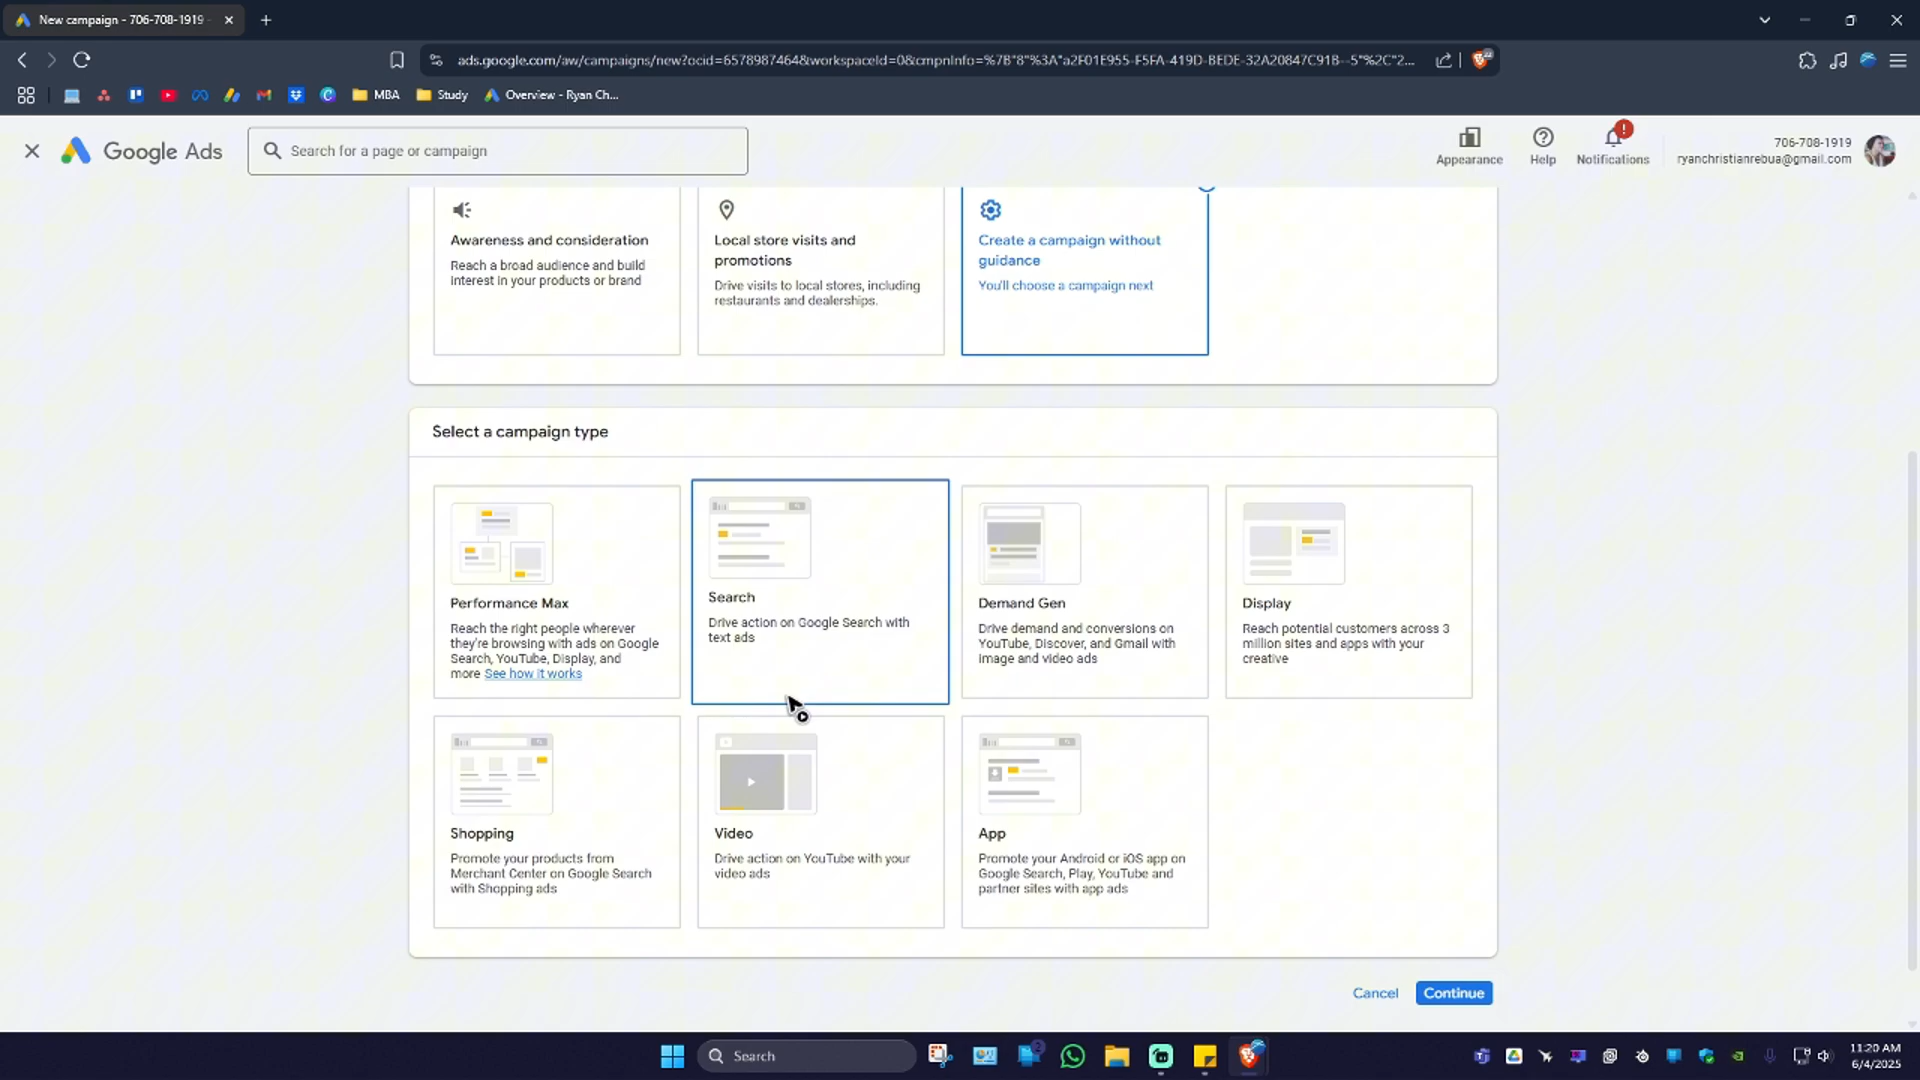 New campaign - 706-708-1919
ads.google.com/aw/campaigns/new?ocid=6578987464&workspaceId=0&cmpnInfo=%7B"8"%3A"a2F01E955-F5FA-419D-BEDE-32A20847C91B--5"%2C"2...
MBA
Study
Overview - Ryan Ch...
Google Ads
Search for a page or campaign
Appearance
Help
Notifications
706-708-1919
ryanchristianrebua@gmail.com
Awareness and consideration
Reach a broad audience and build
interest in your products or brand
Local store visits and
promotions
Drive visits to local stores, including
restaurants and dealerships.
Create a campaign without
guidance
You'll choose a campaign next
Select a campaign type
Performance Max
Reach the right people wherever
they're browsing with ads on Google
Search, YouTube, Display, and
more See how it works
Search
Drive action on Google Search with
text ads
Demand Gen
Drive demand and conversions on
YouTube, Discover, and Gmail with
image and video ads
Display
Reach potential customers across 3
million sites and apps with your
creative
Shopping
Promote your products from
Merchant Center on Google Search
with Shopping ads
Video
Drive action on YouTube with your
video ads
App
Promote your Android or iOS app on
Google Search, Play, YouTube and
partner sites with app ads
Cancel
Continue
Search
11:20 AM
6/4/2025